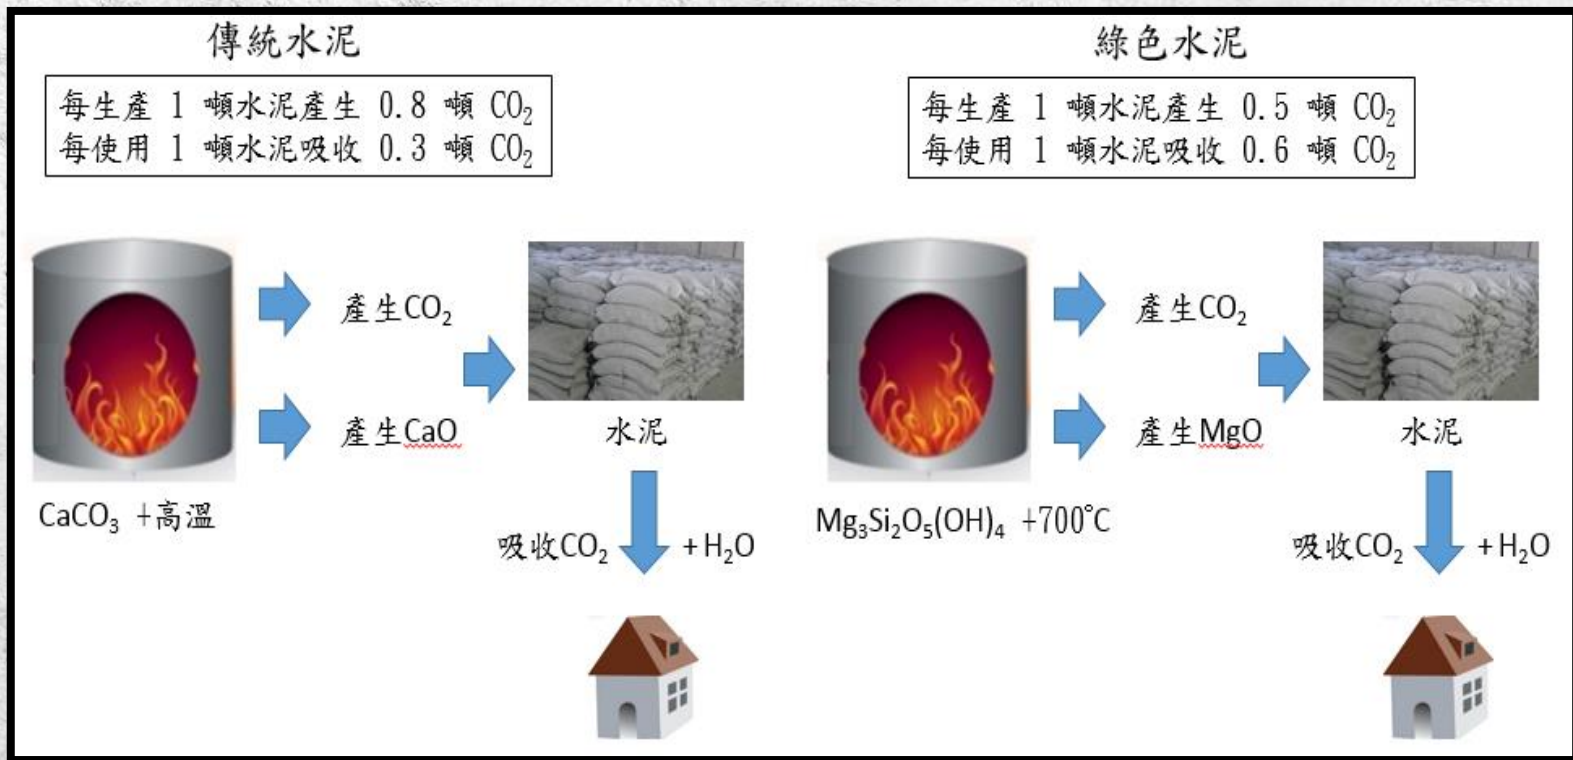 傳統水泥
每生產 1 噸水泥產生 0.8 噸 CO₂
每使用 1 噸水泥吸收 0.3 噸 CO₂
產生CO₂
產生CaO
水泥
CaCO₃ +高溫
吸收CO₂
+H₂O
綠色水泥
每生產 1 噸水泥產生 0.5 噸 CO₂
每使用 1 噸水泥吸收 0.6 噸 CO₂
產生CO₂
產生MgO
水泥
Mg₃Si₂O₅(OH)₄ +700°C
吸收CO₂
+H₂O